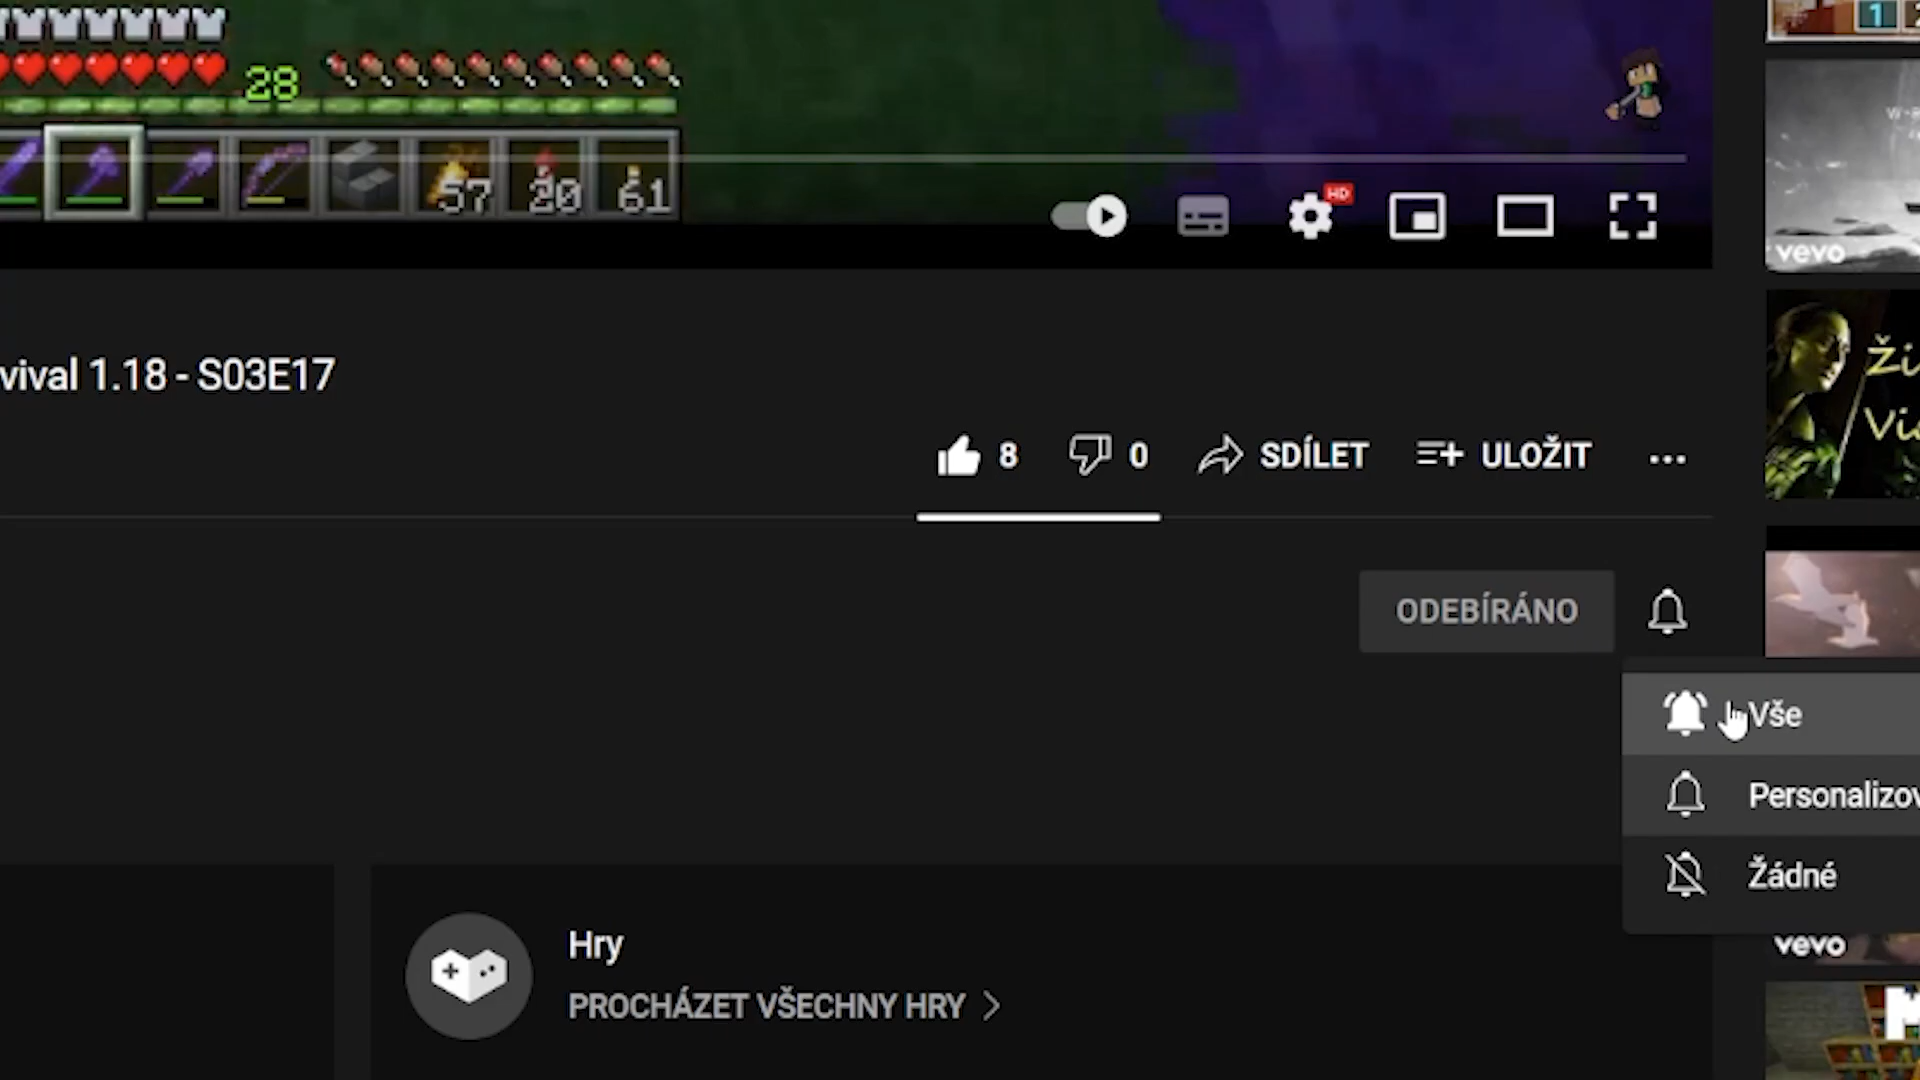 28
57 20 61
HD
vevo
vival 1.18 - S03E17
8 0 SDÍLET ULOŽIT
ODEBÍRÁNO
Vše
Personalizov
Žádné
vevo
Hry
PROCHÁZET VŠECHNY HRY